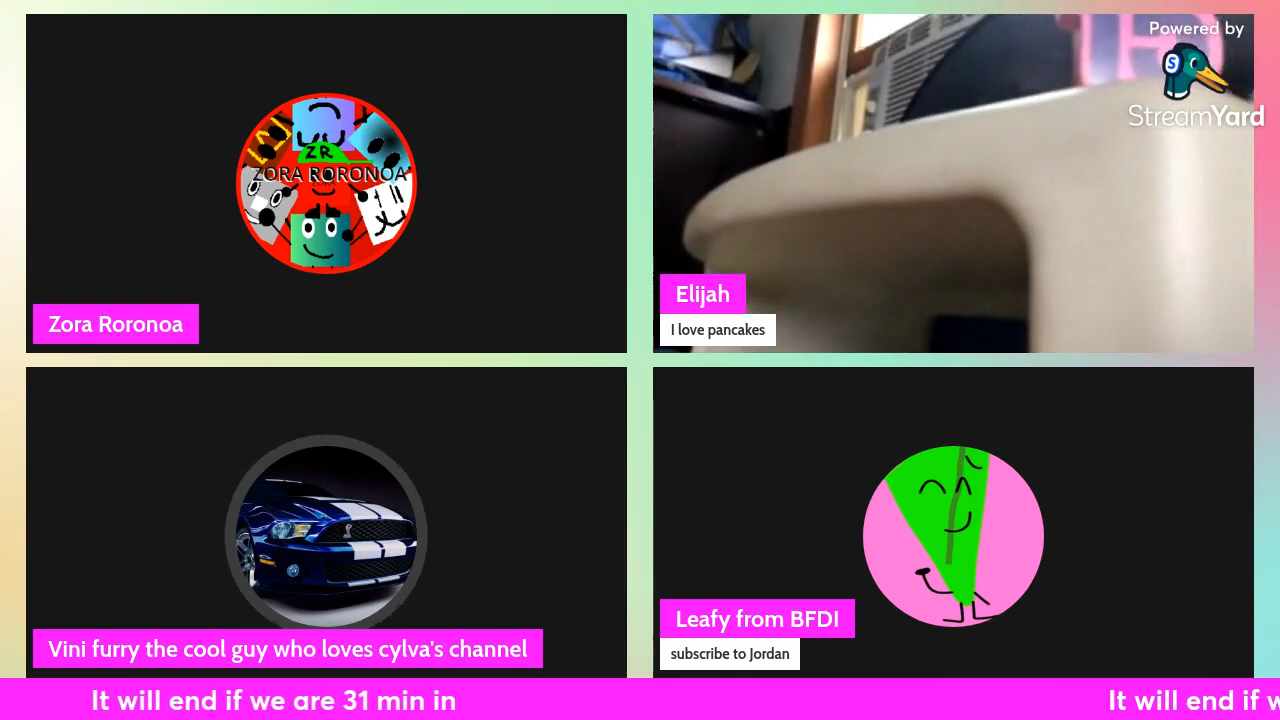 Powered by
StreamYard
ZR
ZORA RORONOA
Zora Roronoa
Elijah
I love pancakes
Vini furry the cool guy who loves cylva's channel
Leafy from BFDI
subscribe to Jordan
It will end if we are 31 min in
It will end if w